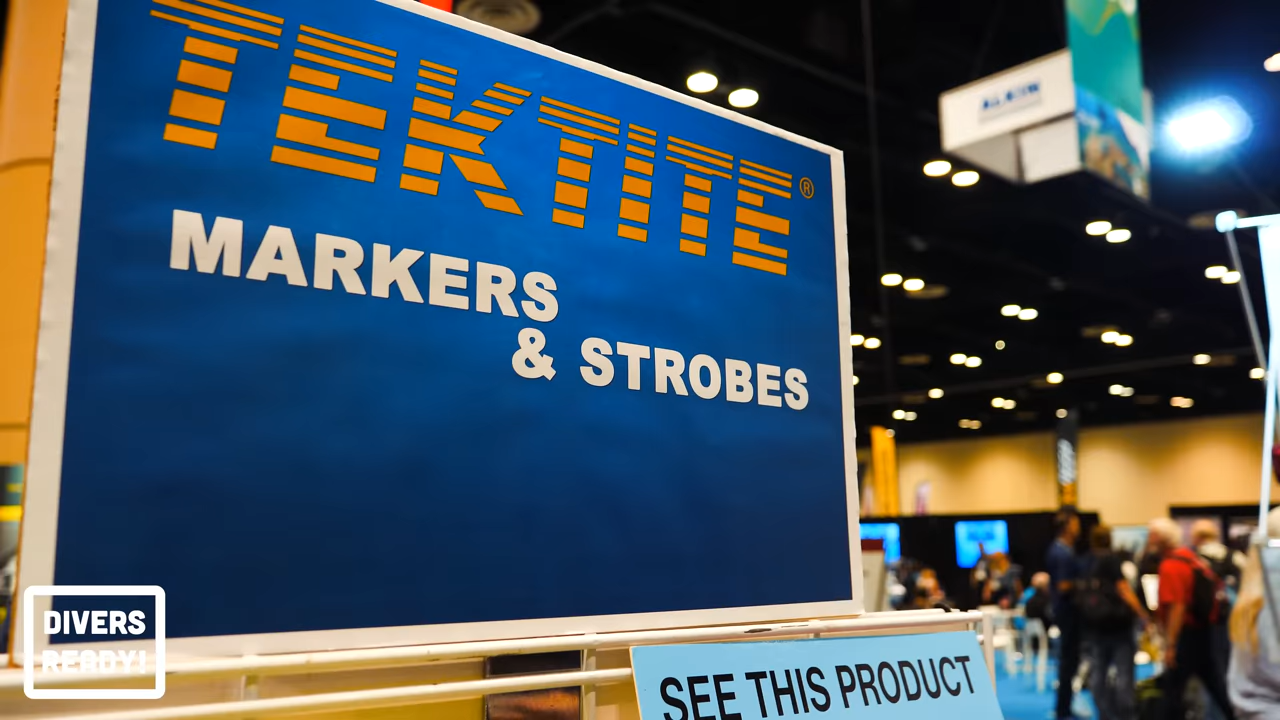 TEKTITE®
MARKERS
& STROBES
SEE THIS PRODUCT
DIVERS
READY!